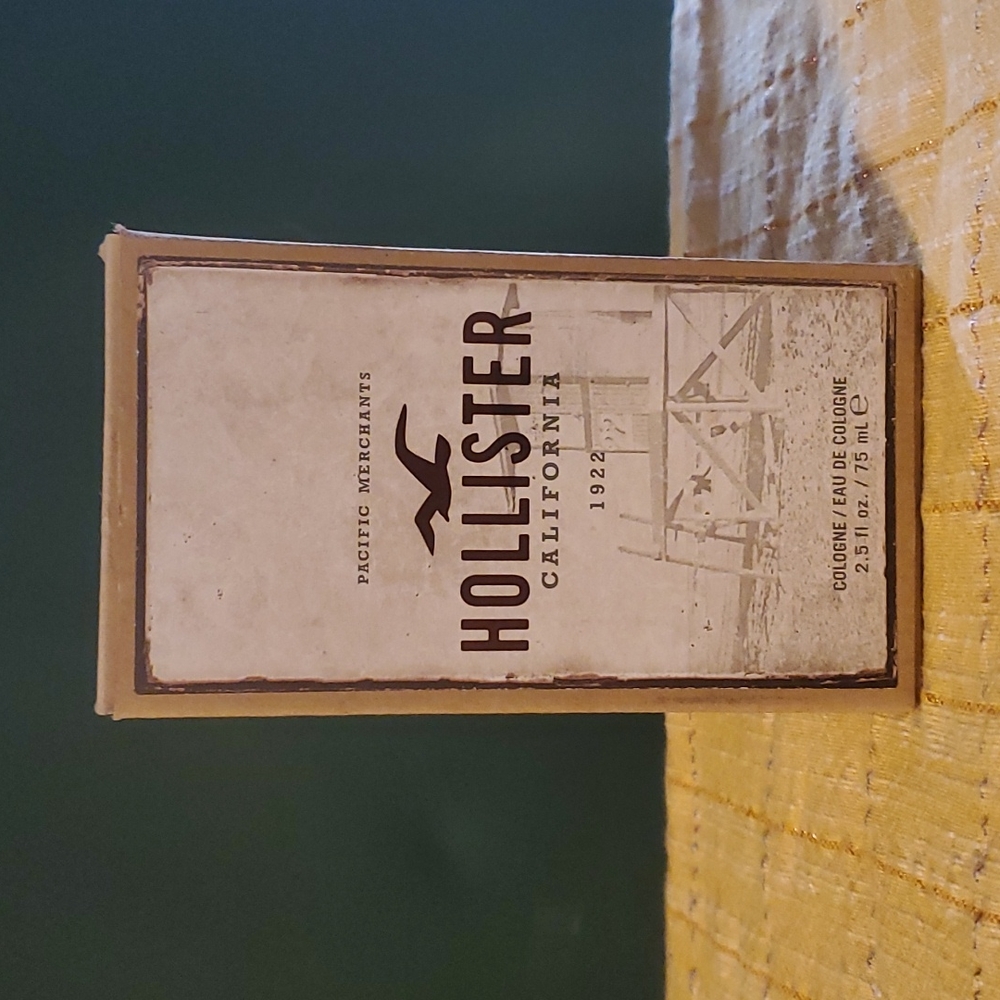 PACIFIC MERCHANTS
HOLLISTER
CALIFORNIA
1922
COLOGNE / EAU DE COLOGNE
2.5 fl oz. / 75 mL ℮